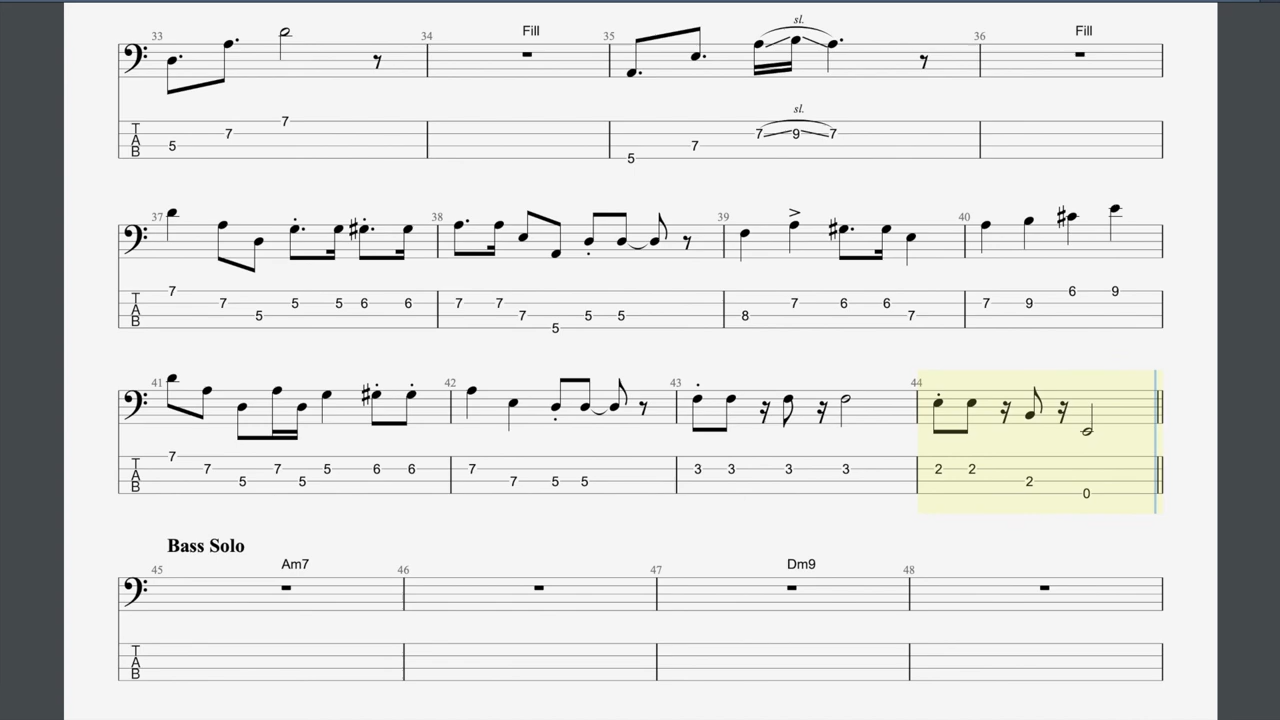 33 34 Fill 35 sl. 36 Fill
sl.
T 7
A 7 7 9 7
B 5 7
5
37 38 39 40
T 7 6 9
A 7 5 5 6 6 7 7 7 6 6 7 9
B 5 7 5 5 8 7
5
41 42 43 44
T 7
A 7 7 5 6 6 7 3 3 3 3 2 2
B 5 5 7 5 5 2
0
Bass Solo
45 Am7 46 47 Dm9 48
T
A
B